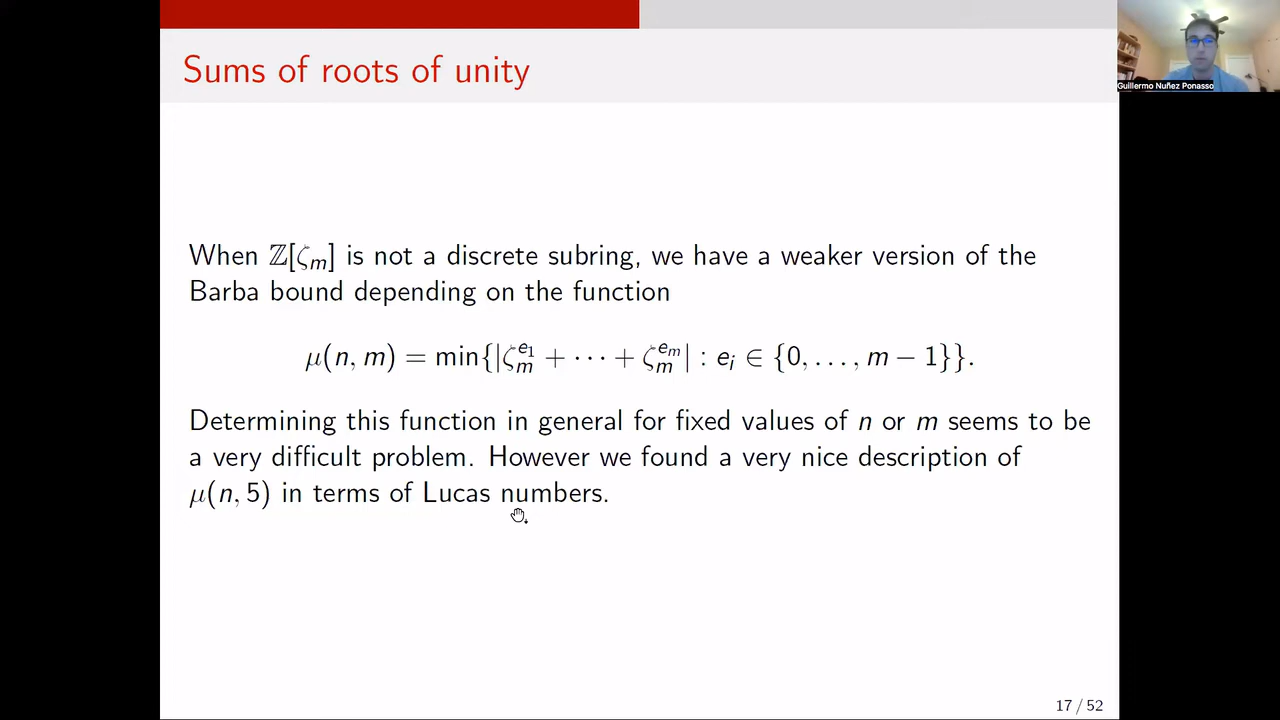 Sums of roots of unity
Guillermo Nuñez Ponasso
When ℤ[ζ_m] is not a discrete subring, we have a weaker version of the
Barba bound depending on the function
μ(n, m) = min{|ζ_m^{e_1} + ⋯ + ζ_m^{e_m}| : e_i ∈ {0, . . . , m − 1}}.
Determining this function in general for fixed values of n or m seems to be
a very difficult problem. However we found a very nice description of
μ(n, 5) in terms of Lucas numbers.
17 / 52